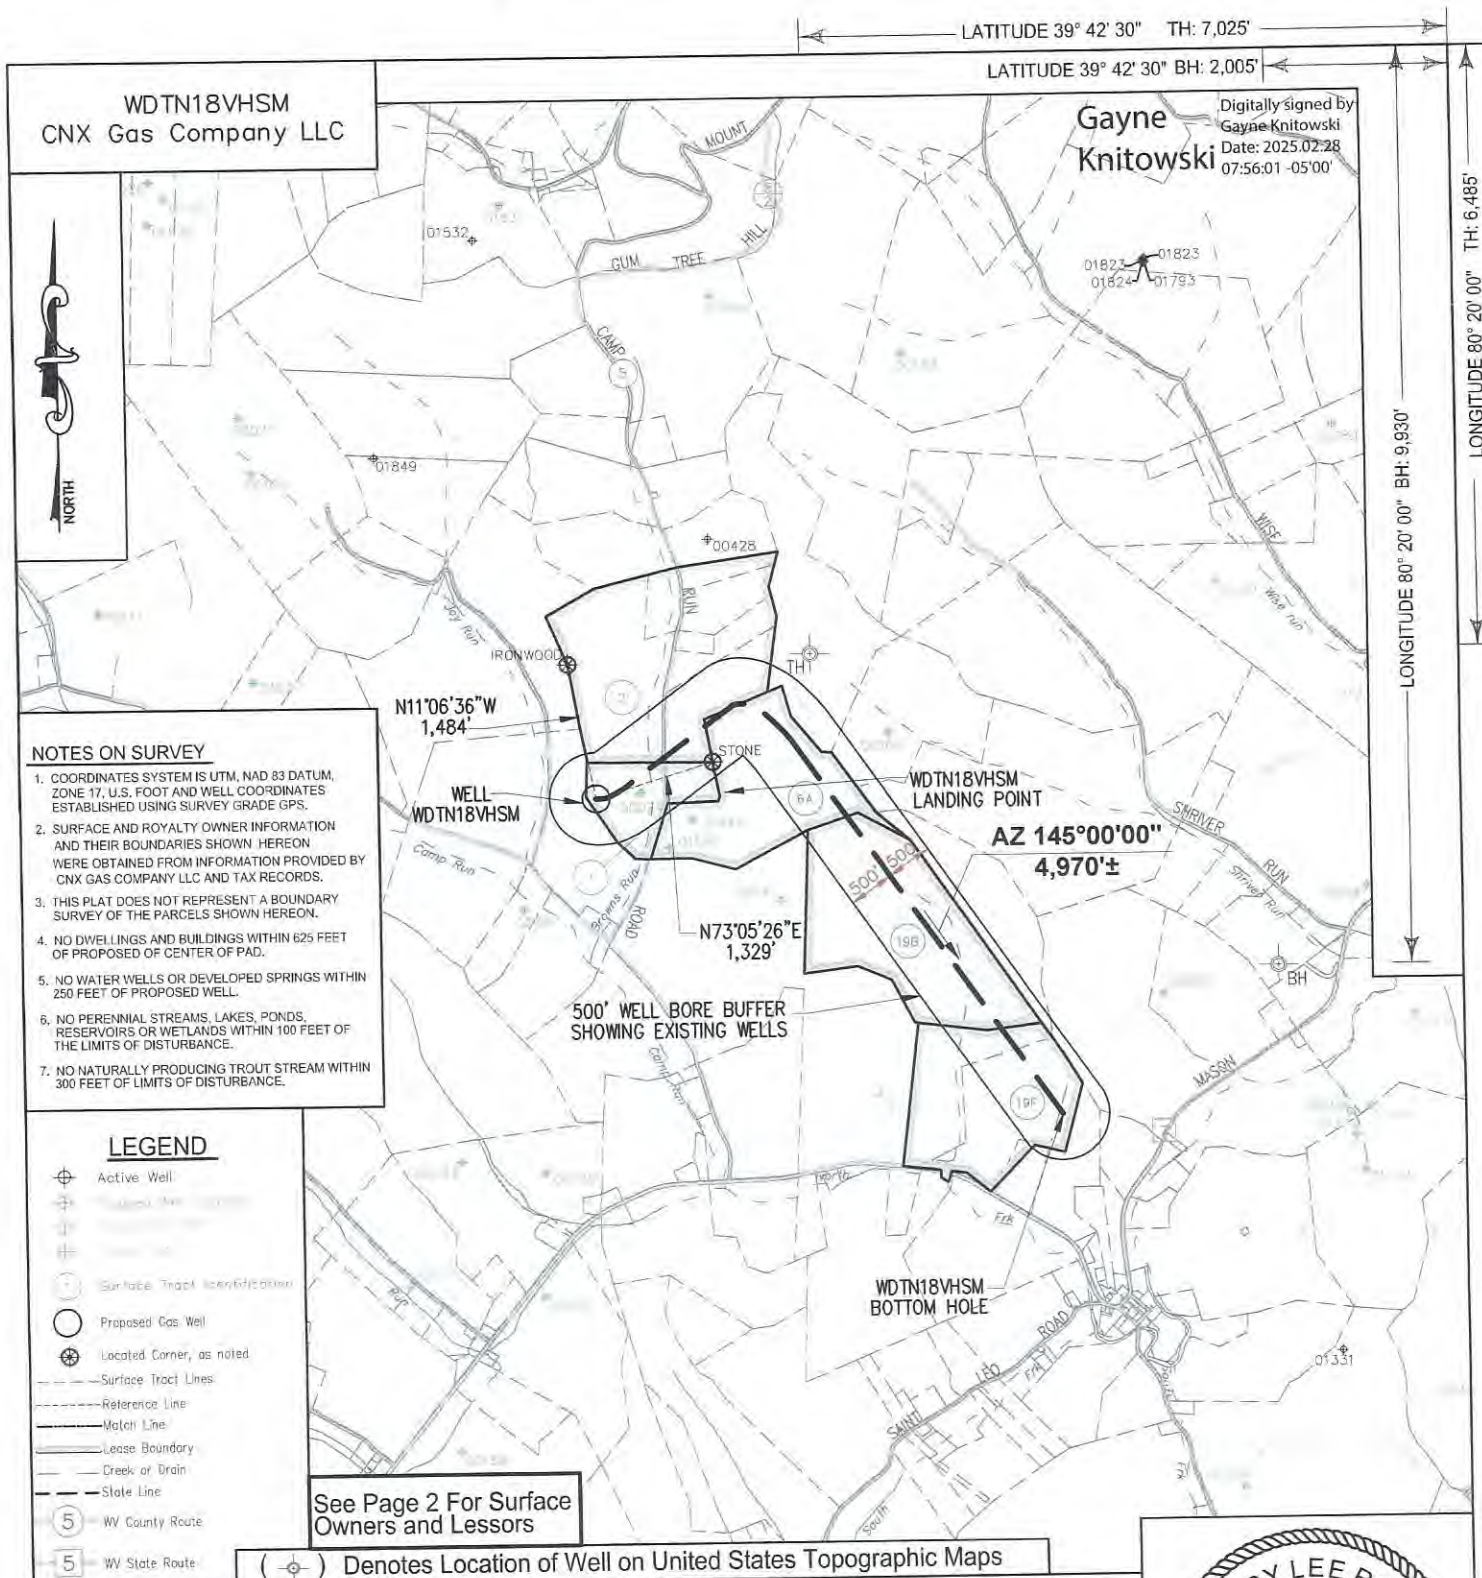 LATITUDE 39° 42' 30" TH: 7,025'
LATITUDE 39° 42' 30" BH: 2,005'
WDTN18VHSM
CNX Gas Company LLC
Gayne
Knitowski
Digitally signed by
Gayne Knitowski
Date: 2025.02.28
07:56:01 -05'00'
LONGITUDE 80° 20' 00" TH: 6,485'
LONGITUDE 80° 20' 00" BH: 9,930'
NORTH
MOUNT
01532
GUM TREE HILL
01823
01823
01824
01793
CAMP
5
01849
WISE
Wise run
00428
RUN
Joy Run
IRONWOOD
TH
2
N11°06'36"W
1,484'
STONE
WELL
WDTN18VHSM
WDTN18VHSM
LANDING POINT
6A
AZ 145°00'00"
4,970'±
500'
500'
SHRIVER
RUN
Shriver Run
Camp Run
Browns Run
ROAD
N73°05'26"E
1,329'
19B
BH
500' WELL BORE BUFFER
SHOWING EXISTING WELLS
Camp Run
MASON
19F
North
Frk
WDTN18VHSM
BOTTOM HOLE
Run
SAINT LEO ROAD
Frk
01331
South
Frk
NOTES ON SURVEY
1. COORDINATES SYSTEM IS UTM, NAD 83 DATUM,
ZONE 17, U.S. FOOT AND WELL COORDINATES
ESTABLISHED USING SURVEY GRADE GPS.
2. SURFACE AND ROYALTY OWNER INFORMATION
AND THEIR BOUNDARIES SHOWN HEREON
WERE OBTAINED FROM INFORMATION PROVIDED BY
CNX GAS COMPANY LLC AND TAX RECORDS.
3. THIS PLAT DOES NOT REPRESENT A BOUNDARY
SURVEY OF THE PARCELS SHOWN HEREON.
4. NO DWELLINGS AND BUILDINGS WITHIN 625 FEET
OF PROPOSED OF CENTER OF PAD.
5. NO WATER WELLS OR DEVELOPED SPRINGS WITHIN
250 FEET OF PROPOSED WELL.
6. NO PERENNIAL STREAMS, LAKES, PONDS,
RESERVOIRS OR WETLANDS WITHIN 100 FEET OF
THE LIMITS OF DISTURBANCE.
7. NO NATURALLY PRODUCING TROUT STREAM WITHIN
300 FEET OF LIMITS OF DISTURBANCE.
LEGEND
Active Well
Surface Tract Identification
Proposed Gas Well
Located Corner, as noted
Surface Tract Lines
Reference Line
Match Line
Lease Boundary
Creek or Drain
State Line
5 WV County Route
5 WV State Route
See Page 2 For Surface
Owners and Lessors
( ) Denotes Location of Well on United States Topographic Maps
LEE